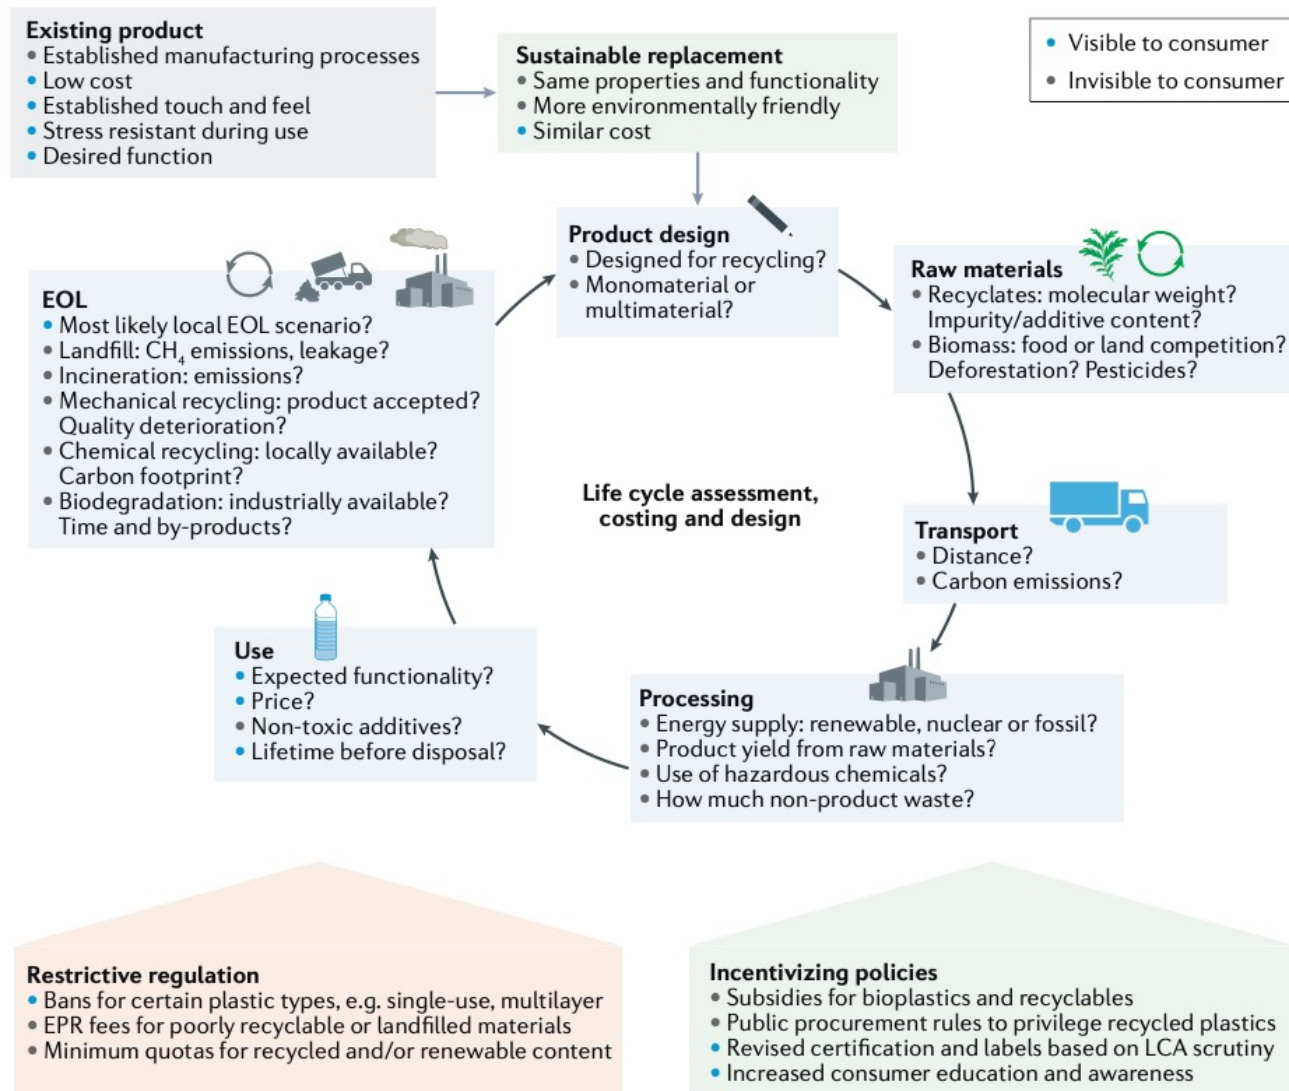 Existing product
• Established manufacturing processes
• Low cost
• Established touch and feel
• Stress resistant during use
• Desired function
Sustainable replacement
• Same properties and functionality
• More environmentally friendly
• Similar cost
• Visible to consumer
• Invisible to consumer
Product design
• Designed for recycling?
• Monomaterial or
multimaterial?
Raw materials
• Recyclates: molecular weight?
Impurity/additive content?
• Biomass: food or land competition?
Deforestation? Pesticides?
Transport
• Distance?
• Carbon emissions?
Processing
• Energy supply: renewable, nuclear or fossil?
• Product yield from raw materials?
• Use of hazardous chemicals?
• How much non-product waste?
Use
• Expected functionality?
• Price?
• Non-toxic additives?
• Lifetime before disposal?
EOL
• Most likely local EOL scenario?
• Landfill: CH₄ emissions, leakage?
• Incineration: emissions?
• Mechanical recycling: product accepted?
Quality deterioration?
• Chemical recycling: locally available?
Carbon footprint?
• Biodegradation: industrially available?
Time and by-products?
Life cycle assessment,
costing and design
Restrictive regulation
• Bans for certain plastic types, e.g. single-use, multilayer
• EPR fees for poorly recyclable or landfilled materials
• Minimum quotas for recycled and/or renewable content
Incentivizing policies
• Subsidies for bioplastics and recyclables
• Public procurement rules to privilege recycled plastics
• Revised certification and labels based on LCA scrutiny
• Increased consumer education and awareness